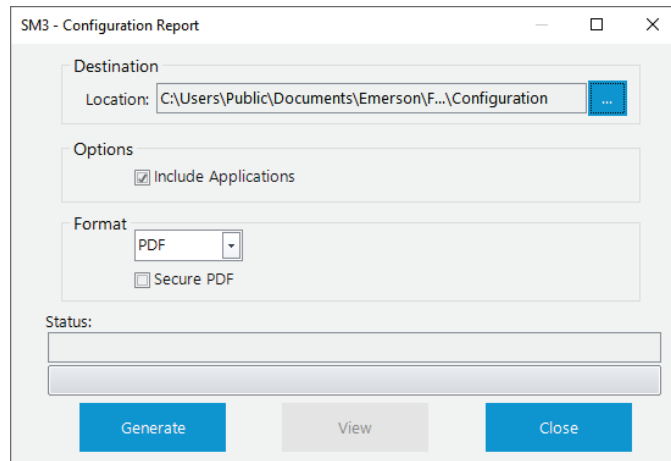 SM3 - Configuration Report
Destination
Location: C:\Users\Public\Documents\Emerson\F...\Configuration ...
Options
Include Applications
Format
PDF
Secure PDF
Status:
Generate View Close